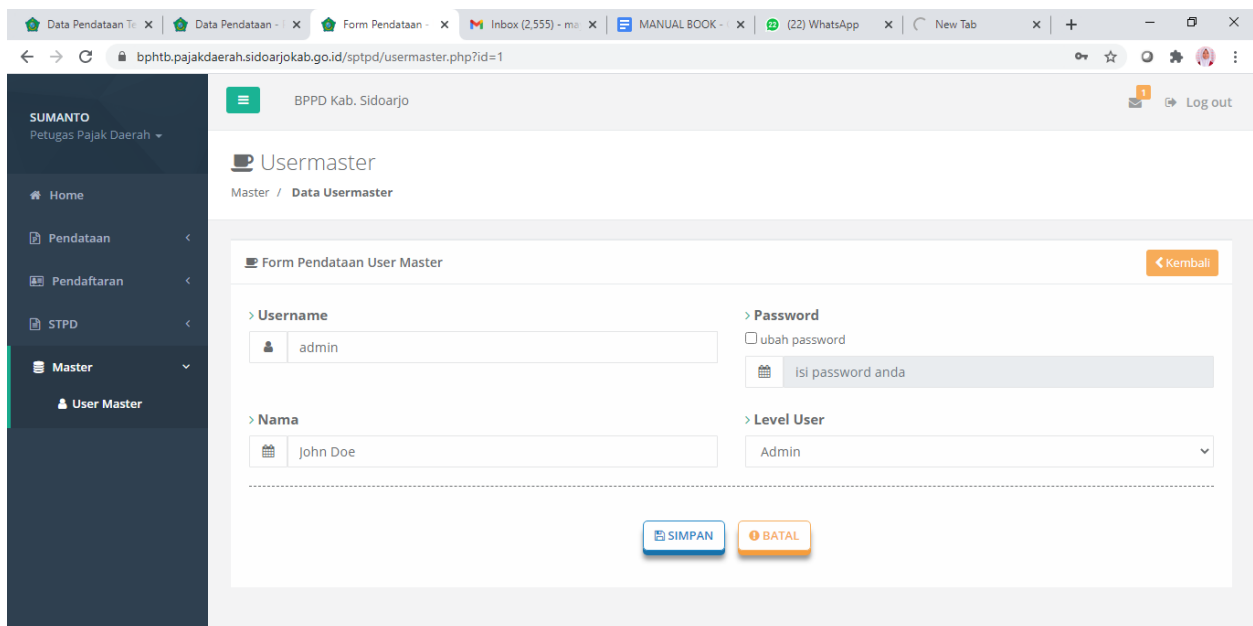 Data Pendataan Te
Data Pendataan -
Form Pendataan -
Inbox (2,555) - ma
MANUAL BOOK -
22 (22) WhatsApp
New Tab
bphtb.pajakdaerah.sidoarjokab.go.id/sptpd/usermaster.php?id=1
SUMANTO
Petugas Pajak Daerah
Home
Pendataan
Pendaftaran
STPD
Master
User Master
BPPD Kab. Sidoarjo
1
Log out
Usermaster
Master / Data Usermaster
Form Pendataan User Master
Kembali
Username
admin
Password
ubah password
isi password anda
Nama
John Doe
Level User
Admin
SIMPAN
BATAL